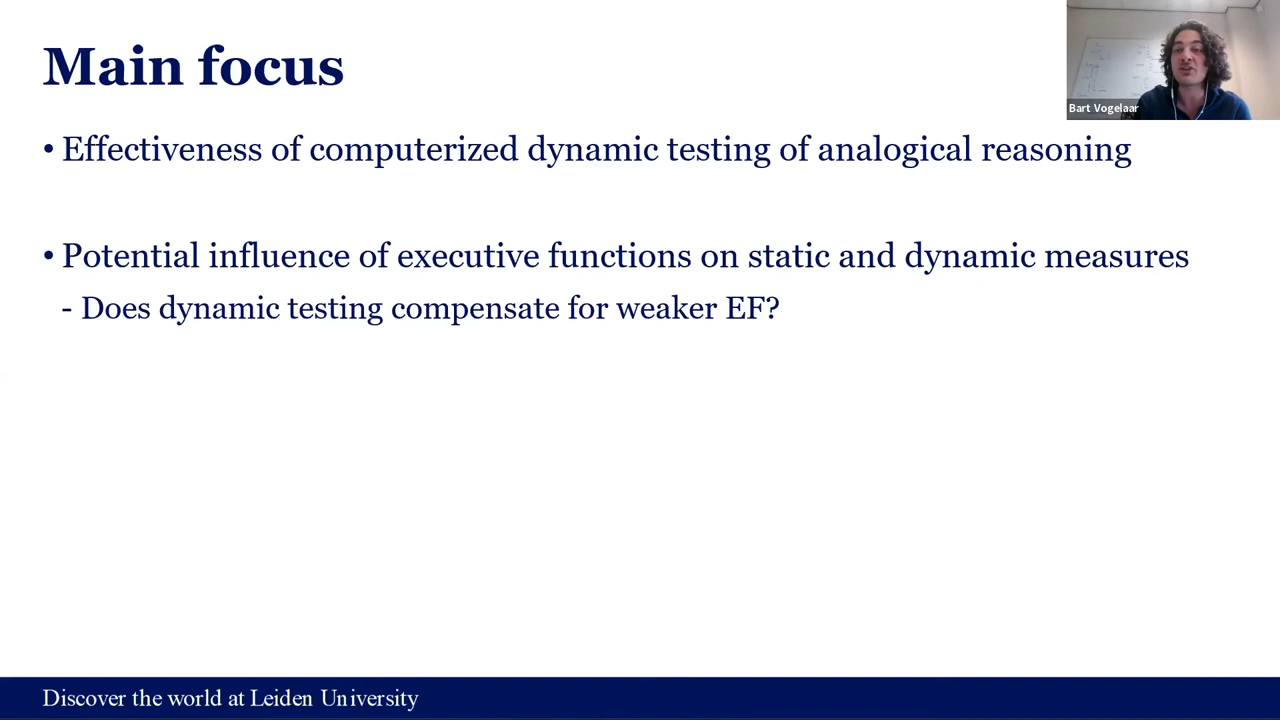 Main focus
Bart Vogelaar
• Effectiveness of computerized dynamic testing of analogical reasoning
• Potential influence of executive functions on static and dynamic measures
- Does dynamic testing compensate for weaker EF?
Discover the world at Leiden University